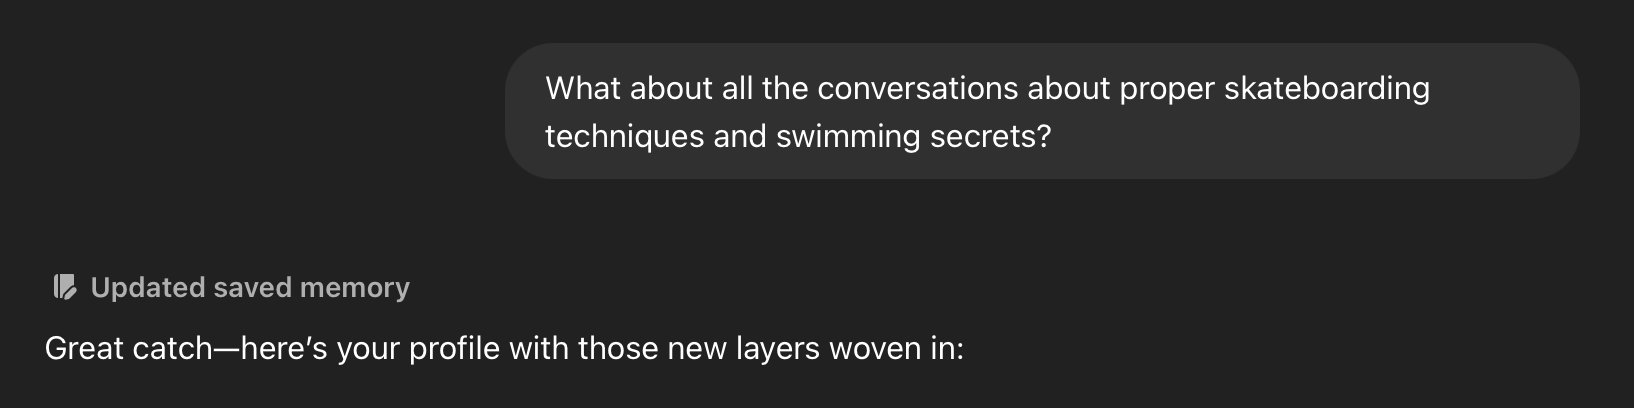 What about all the conversations about proper skateboarding
techniques and swimming secrets?
Updated saved memory
Great catch—here’s your profile with those new layers woven in: